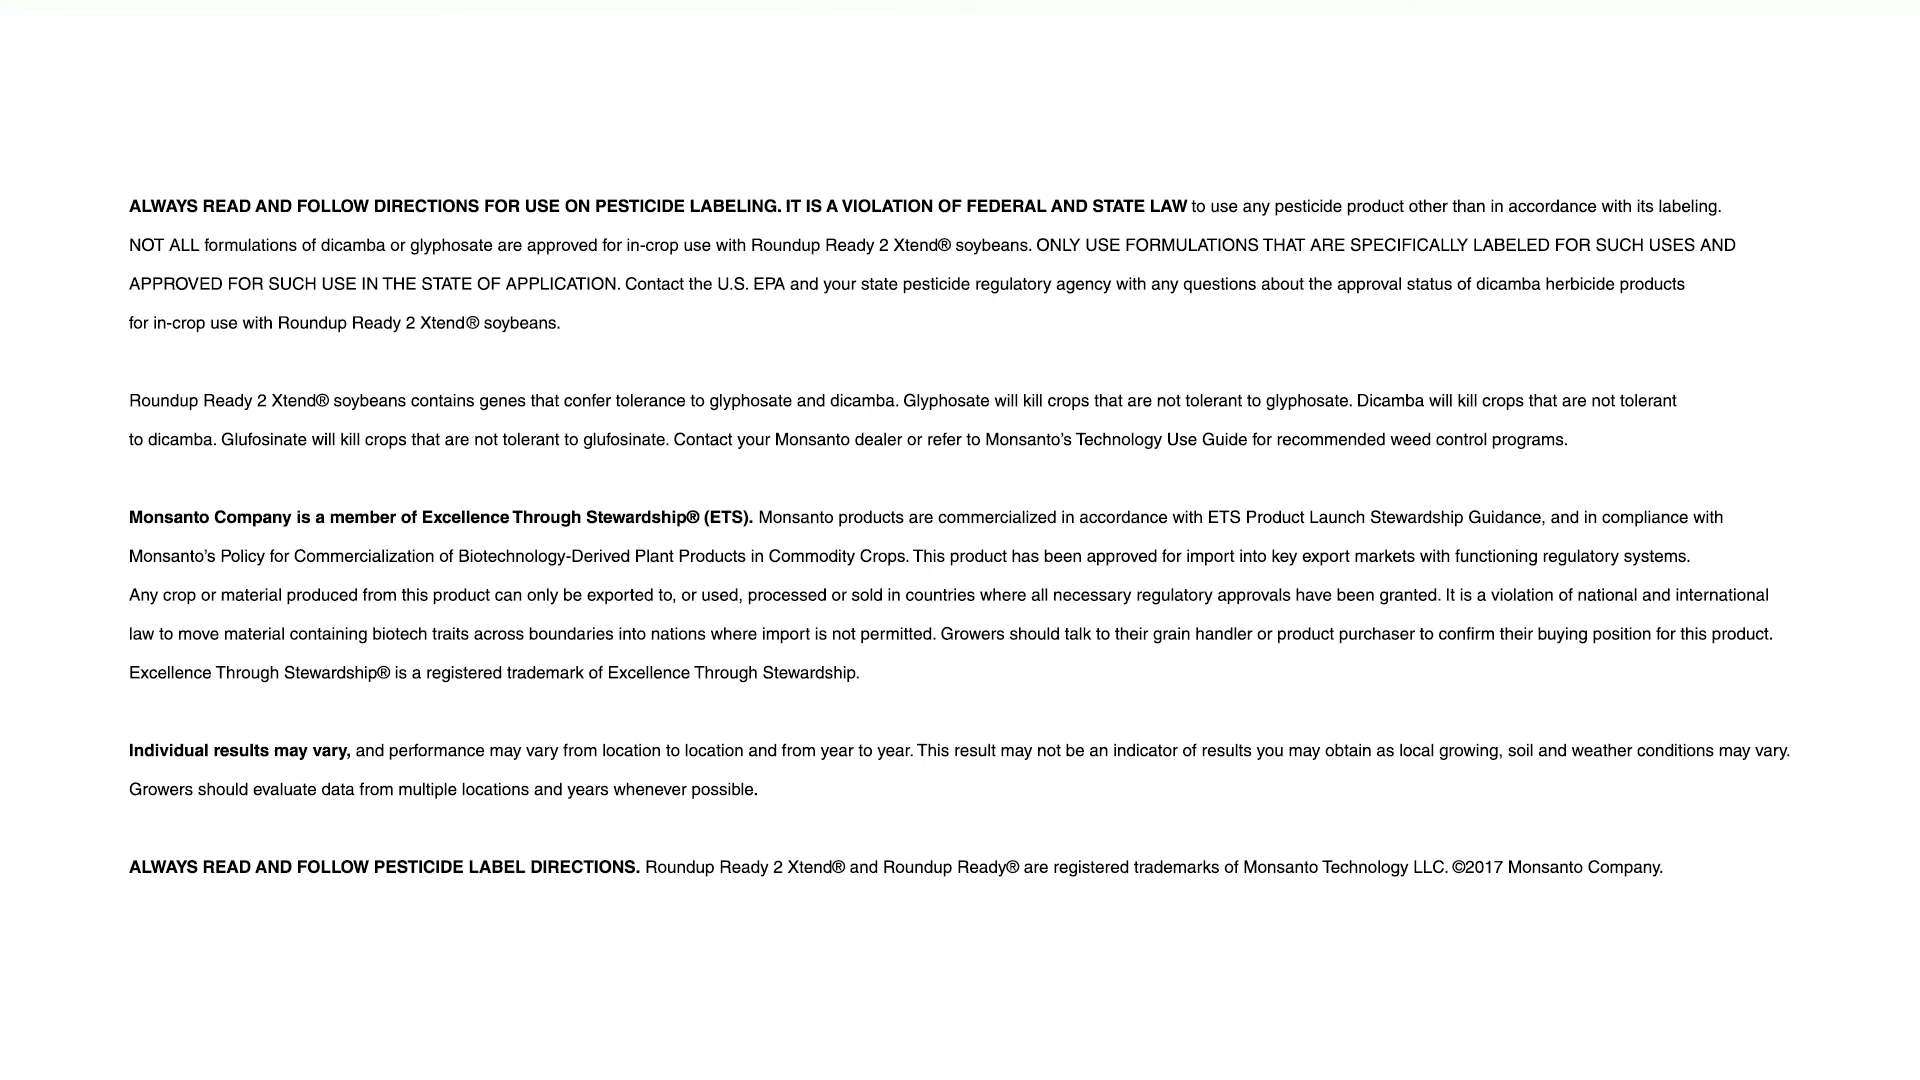 ALWAYS READ AND FOLLOW DIRECTIONS FOR USE ON PESTICIDE LABELING. IT IS A VIOLATION OF FEDERAL AND STATE LAW to use any pesticide product other than in accordance with its labeling.
NOT ALL formulations of dicamba or glyphosate are approved for in-crop use with Roundup Ready 2 Xtend® soybeans. ONLY USE FORMULATIONS THAT ARE SPECIFICALLY LABELED FOR SUCH USES AND
APPROVED FOR SUCH USE IN THE STATE OF APPLICATION. Contact the U.S. EPA and your state pesticide regulatory agency with any questions about the approval status of dicamba herbicide products
for in-crop use with Roundup Ready 2 Xtend® soybeans.
Roundup Ready 2 Xtend® soybeans contains genes that confer tolerance to glyphosate and dicamba. Glyphosate will kill crops that are not tolerant to glyphosate. Dicamba will kill crops that are not tolerant
to dicamba. Glufosinate will kill crops that are not tolerant to glufosinate. Contact your Monsanto dealer or refer to Monsanto’s Technology Use Guide for recommended weed control programs.
Monsanto Company is a member of Excellence Through Stewardship® (ETS). Monsanto products are commercialized in accordance with ETS Product Launch Stewardship Guidance, and in compliance with
Monsanto’s Policy for Commercialization of Biotechnology-Derived Plant Products in Commodity Crops. This product has been approved for import into key export markets with functioning regulatory systems.
Any crop or material produced from this product can only be exported to, or used, processed or sold in countries where all necessary regulatory approvals have been granted. It is a violation of national and international
law to move material containing biotech traits across boundaries into nations where import is not permitted. Growers should talk to their grain handler or product purchaser to confirm their buying position for this product.
Excellence Through Stewardship® is a registered trademark of Excellence Through Stewardship.
Individual results may vary, and performance may vary from location to location and from year to year. This result may not be an indicator of results you may obtain as local growing, soil and weather conditions may vary.
Growers should evaluate data from multiple locations and years whenever possible.
ALWAYS READ AND FOLLOW PESTICIDE LABEL DIRECTIONS. Roundup Ready 2 Xtend® and Roundup Ready® are registered trademarks of Monsanto Technology LLC. ©2017 Monsanto Company.